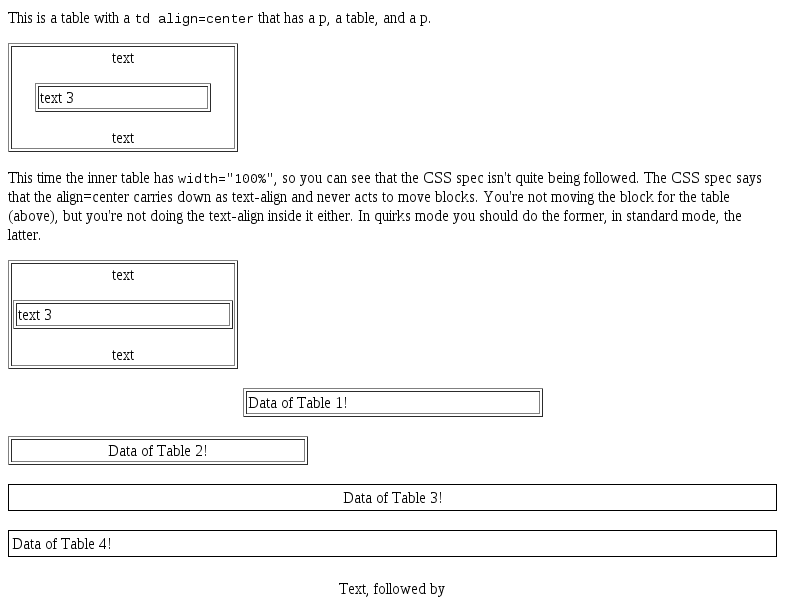 This is a table with a td align=center that has a p, a table, and a p.
text
text 3
text
This time the inner table has width="100%", so you can see that the CSS spec isn't quite being followed. The CSS spec says
that the align=center carries down as text-align and never acts to move blocks. You're not moving the block for the table
(above), but you're not doing the text-align inside it either. In quirks mode you should do the former, in standard mode, the
latter.
text
text 3
text
Data of Table 1!
Data of Table 2!
Data of Table 3!
Data of Table 4!
Text, followed by